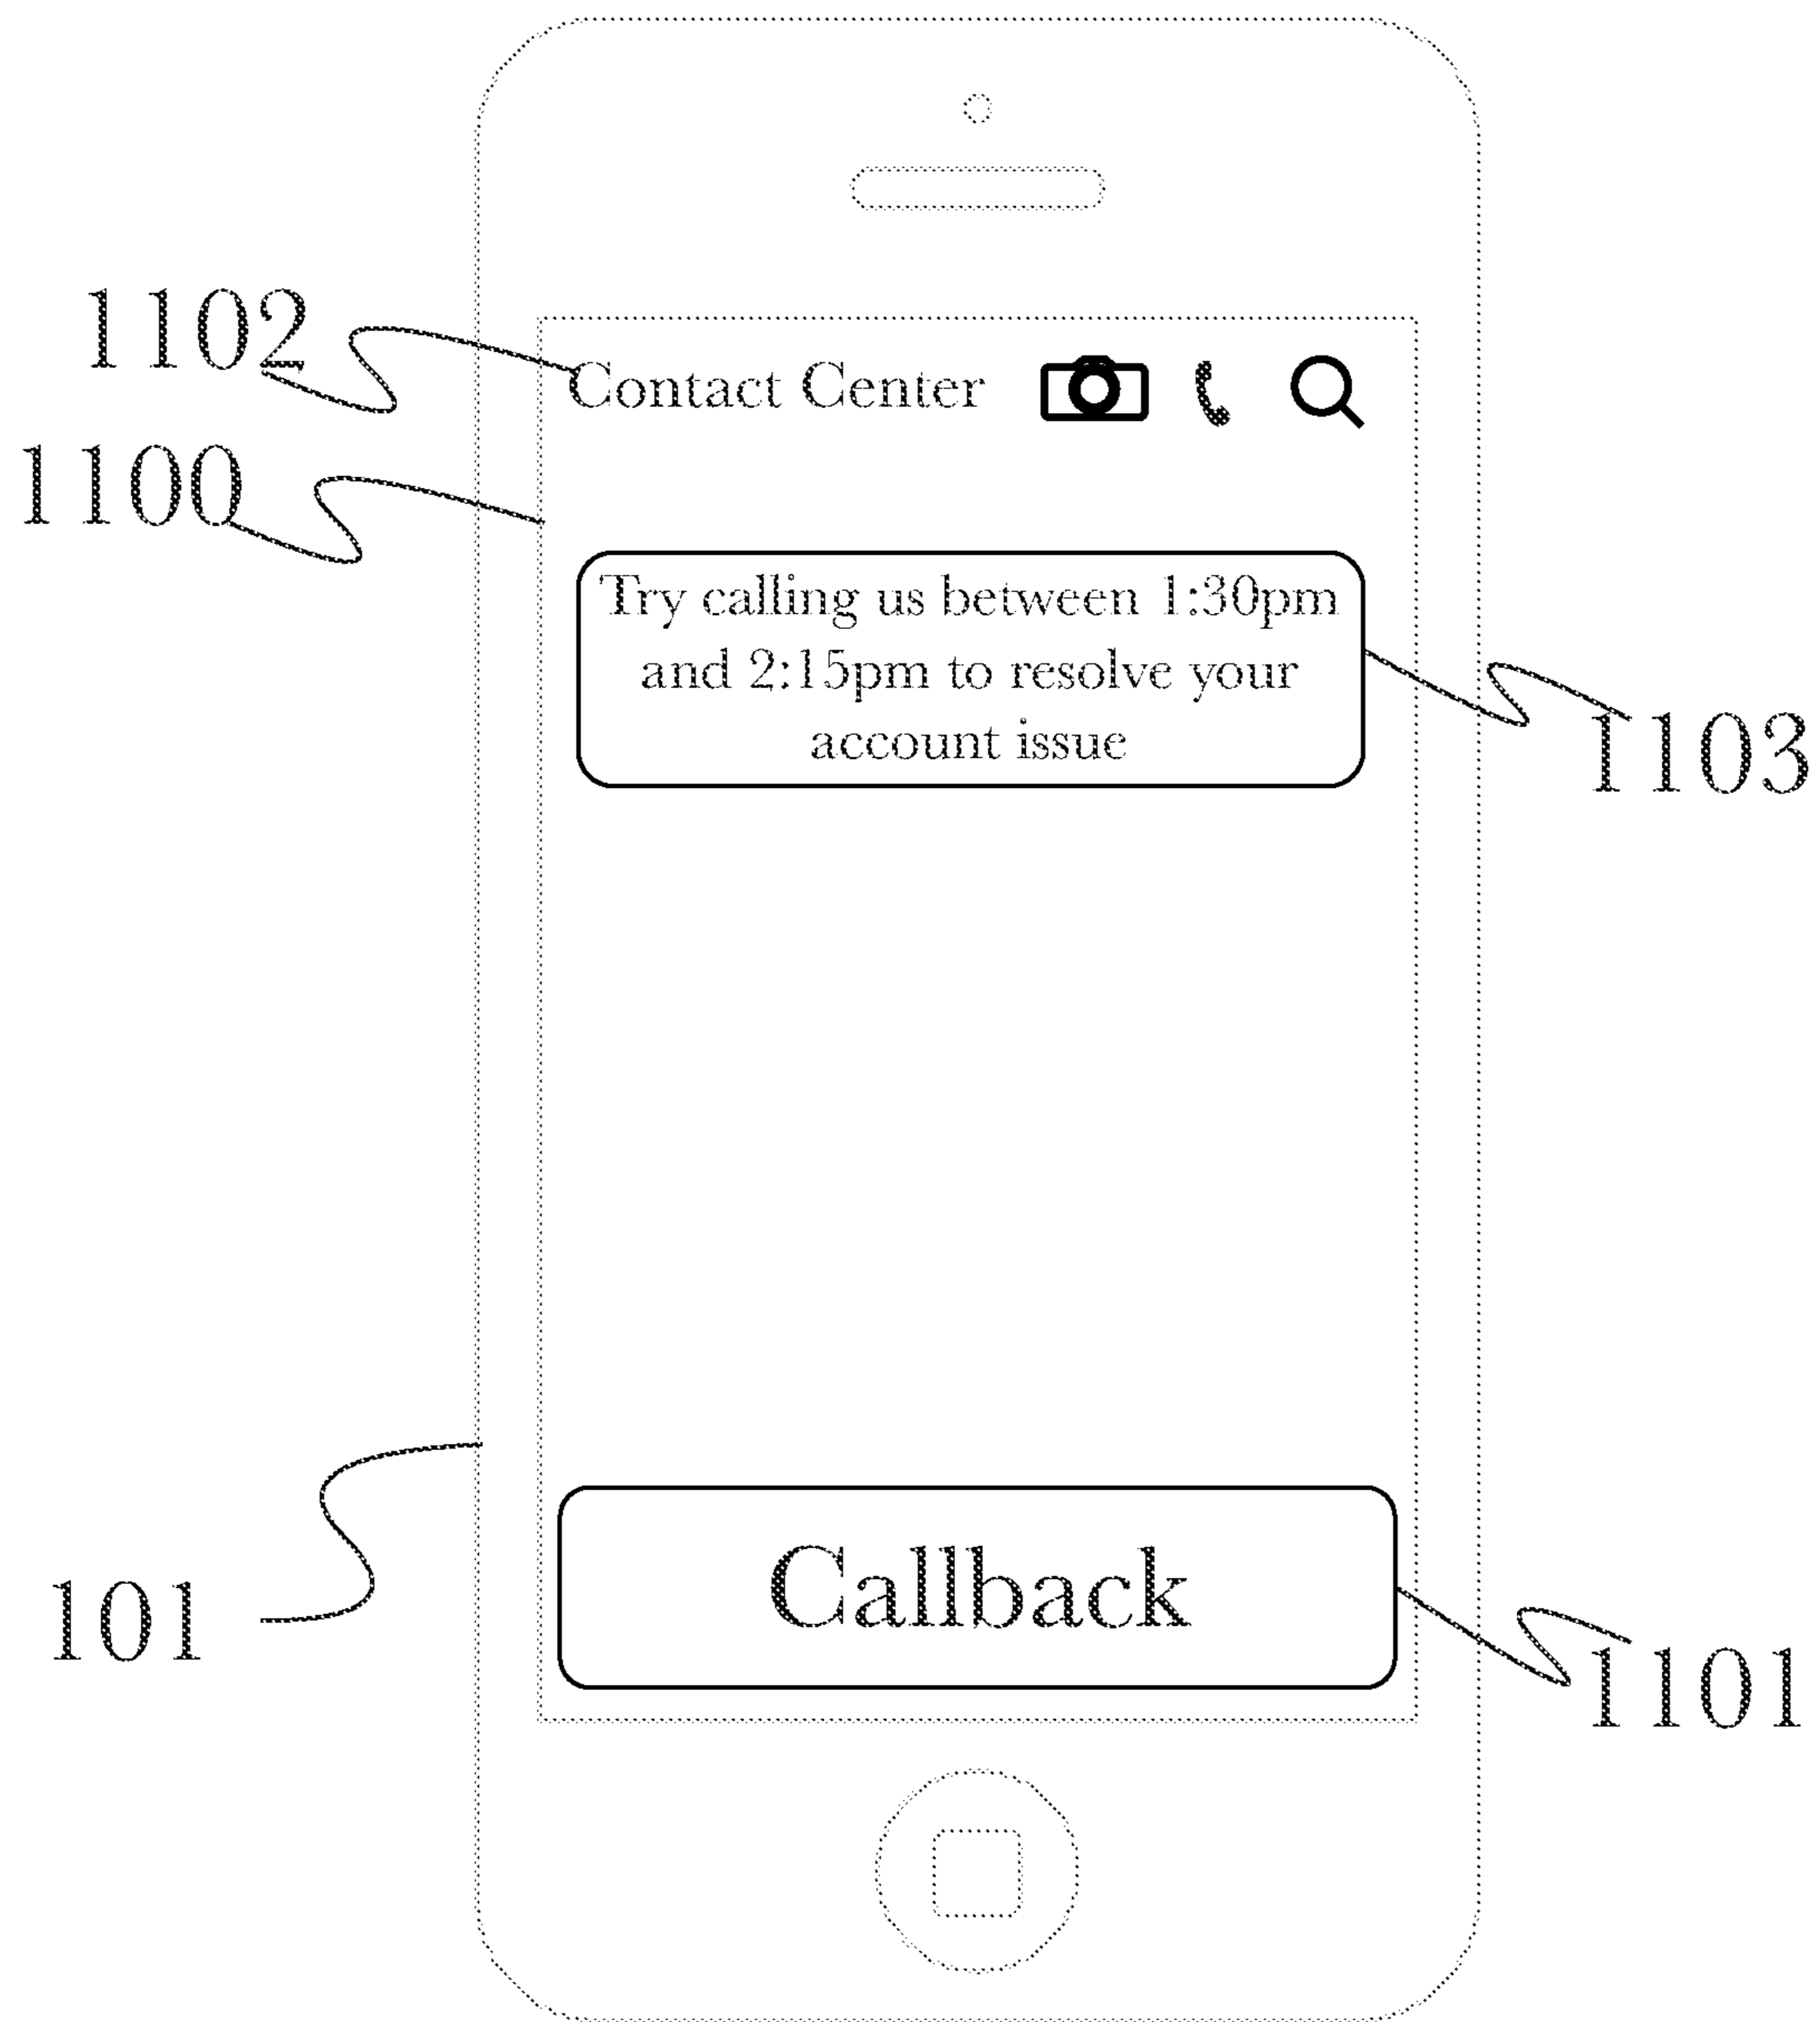 1102
Contact Center
1100
Try calling us between 1:30pm
and 2:15pm to resolve your
account issue
1103
101
Callback
1101